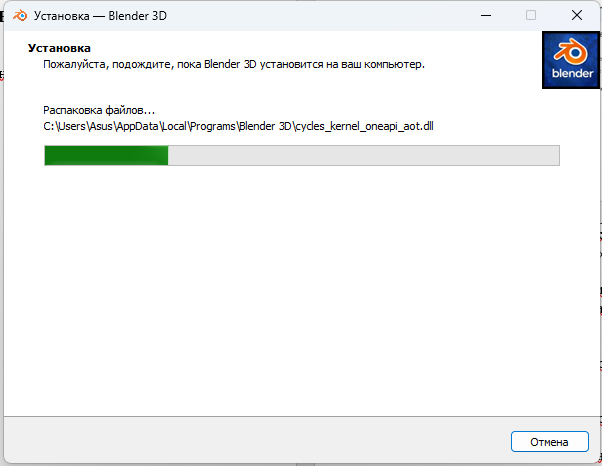 Установка — Blender 3D
Установка
Пожалуйста, подождите, пока Blender 3D установится на ваш компьютер.
blender
Распаковка файлов...
C:\Users\Asus\AppData\Local\Programs\Blender 3D\cycles_kernel_oneapi_aot.dll
Отмена